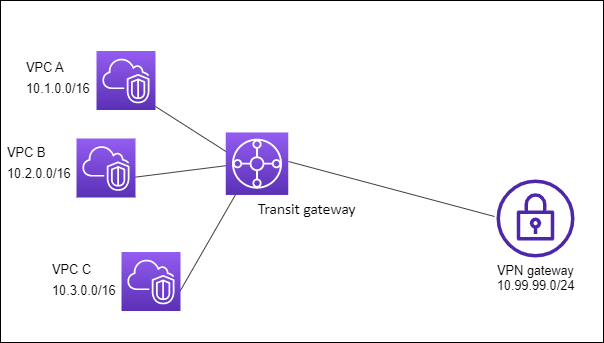 VPC A
10.1.0.0/16
VPC B
10.2.0.0/16
Transit gateway
VPC C
10.3.0.0/16
VPN gateway
10.99.99.0/24